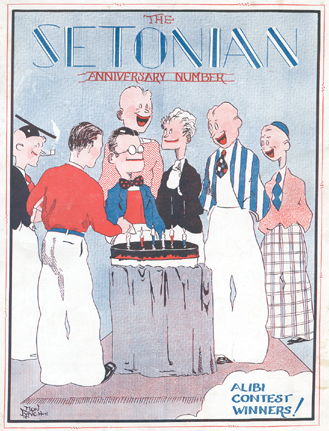 THE
SETONIAN
ANNIVERSARY NUMBER
ALIBI
CONTEST
WINNERS!